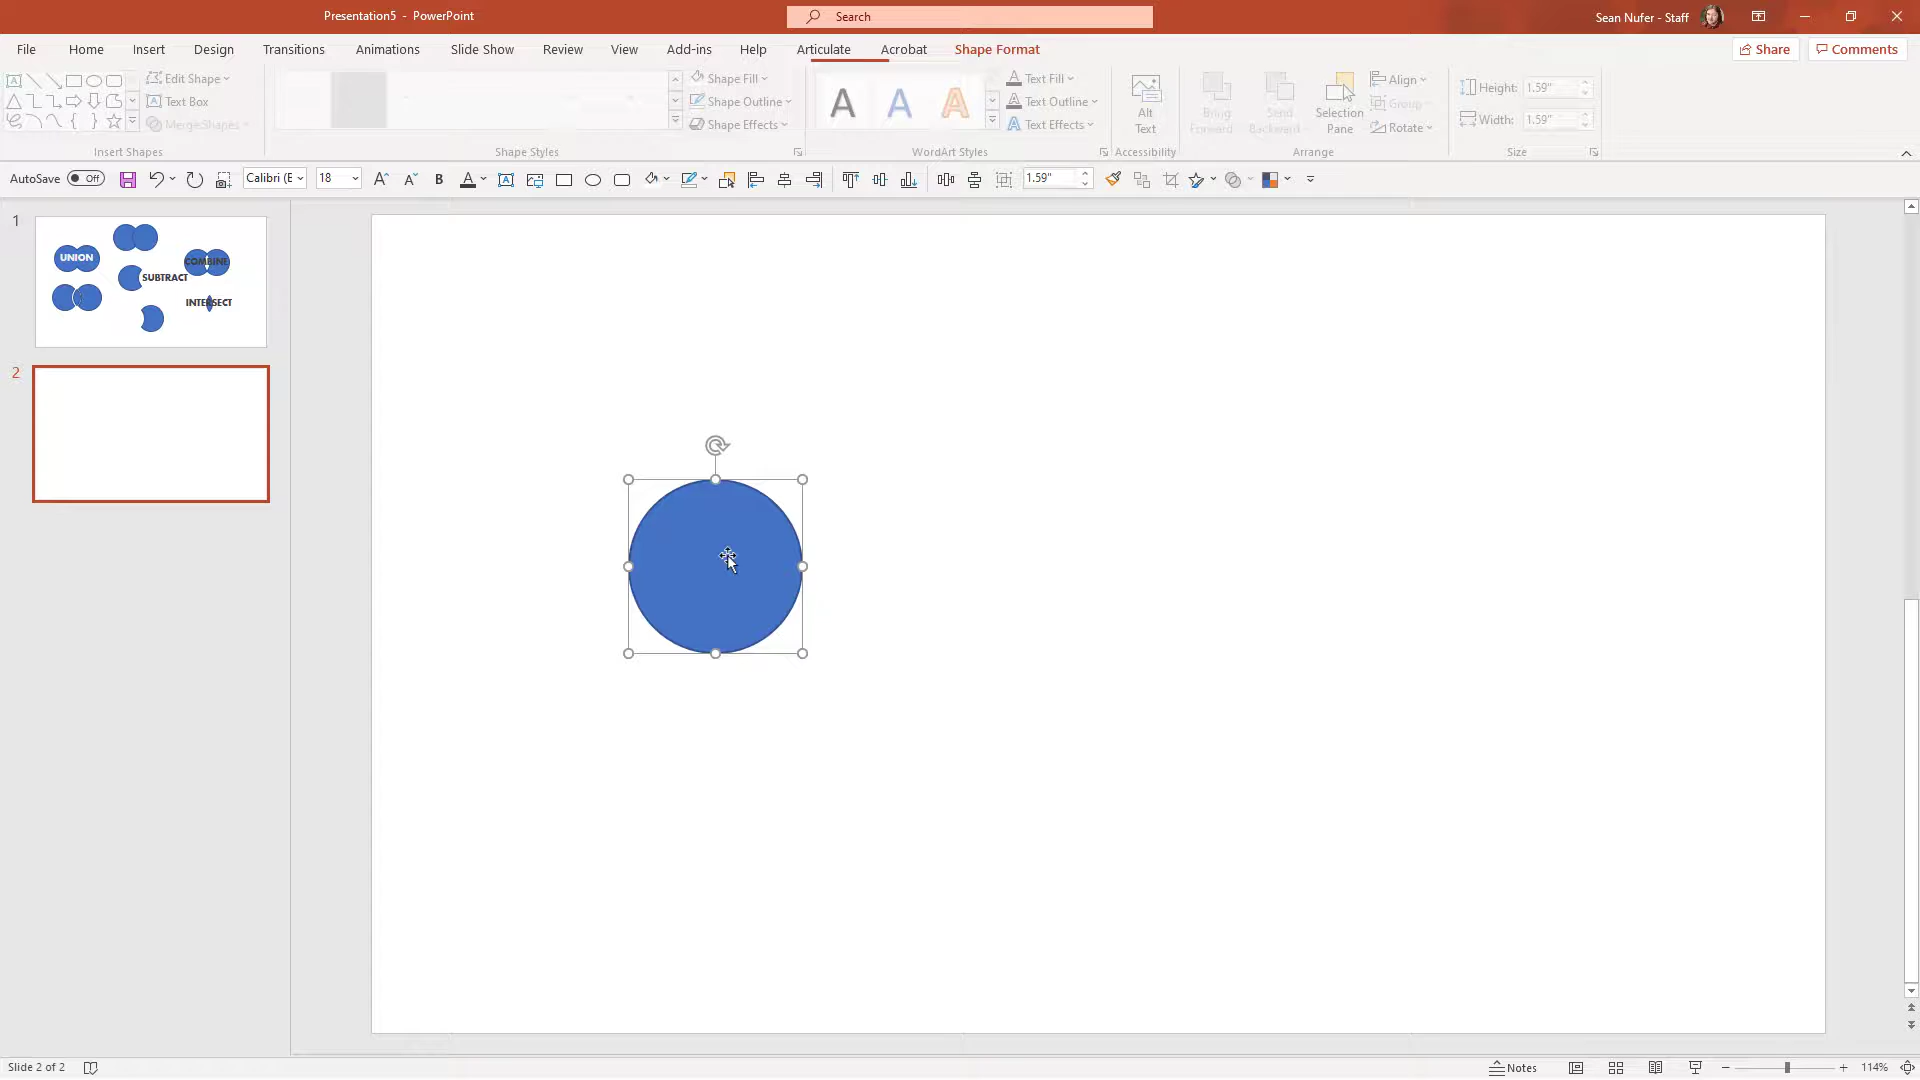 Presentation5 - PowerPoint
Search
Sean Nufer - Staff
File Home Insert Design Transitions Animations Slide Show Review View Add-ins Help Articulate Acrobat Shape Format Share Comments
Edit Shape
Text Box
Merge Shapes
Insert Shapes
Shape Fill
Shape Outline
Shape Effects
Shape Styles
A A A
Text Fill
Text Outline
Text Effects
WordArt Styles
Alt
Text
Accessibility
Bring
Forward
Send
Backward
Selection
Pane
Align
Group
Rotate
Arrange
Height: 1.59"
Width: 1.59"
Size
AutoSave Off Calibri (E 18 B 1.59"
1
UNION
COMBINE
SUBTRACT
INTERSECT
2
Slide 2 of 2
Notes
114%